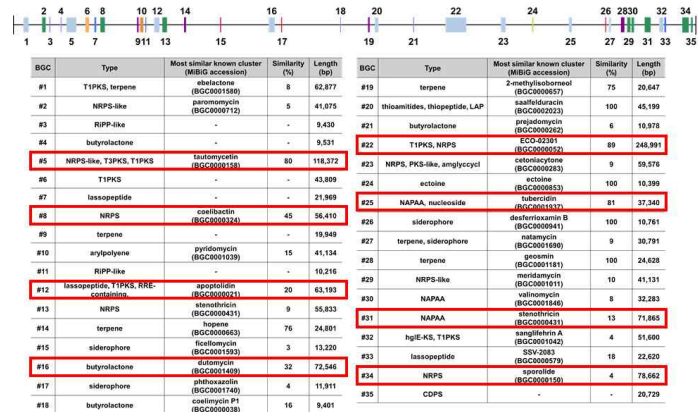 2 4 6 8 10 12 14 16 18 20 22 24 26 28 30 32 34
1 3 5 7 9 11 13 15 17 19 21 23 25 27 29 31 33 35
BGC Type Most similar known cluster (MiBiG accession) Similarity (%) Length (bp)
#1 T1PKS, terpene ebelactone (BGC0001580) 8 62,877
#2 NRPS-like paromomycin (BGC0000712) 5 41,075
#3 RiPP-like - - 9,430
#4 butyrolactone - - 9,531
#5 NRPS-like, T3PKS, T1PKS tautomycetin (BGC0000158) 80 118,372
#6 T1PKS - - 43,809
#7 lassopeptide - - 21,969
#8 NRPS coelibactin (BGC0000324) 45 56,410
#9 terpene - - 19,949
#10 arylpolyene pyridomycin (BGC0001039) 15 41,134
#11 RiPP-like - - 10,216
#12 lassopeptide, T1PKS, RRE-containing, apoptolidin (BGC0000021) 20 63,193
#13 NRPS stenothricin (BGC0000431) 9 55,833
#14 terpene hopene (BGC0000663) 76 24,801
#15 siderophore ficellomycin (BGC0001593) 3 13,220
#16 butyrolactone dutomycin (BGC0001409) 32 72,546
#17 siderophore phthoxazolin (BGC0001740) 4 11,911
#18 butyrolactone coelimycin P1 (BGC0000038) 16 9,401
BGC Type Most similar known cluster (MiBiG accession) Similarity (%) Length (bp)
#19 terpene 2-methylisoborneol (BGC0000657) 75 20,647
#20 thioamitides, thiopeptide, LAP saalfelduracin (BGC0002023) 100 45,199
#21 butyrolactone prejadomycin (BGC0000262) 6 10,978
#22 T1PKS, NRPS ECO-02301 (BGC0000052) 89 248,991
#23 NRPS, PKS-like, amglyccycl cetoniacytone (BGC0000283) 9 59,576
#24 ectoine ectoine (BGC0000853) 100 10,399
#25 NAPAA, nucleoside tubercidin (BGC0001937) 81 37,340
#26 siderophore desferrioxamin B (BGC0000941) 100 10,761
#27 terpene, siderophore natamycin (BGC0001690) 9 30,791
#28 terpene geosmin (BGC0001181) 100 24,628
#29 NRPS-like meridamycin (BGC0001011) 10 41,131
#30 NAPAA valinomycin (BGC0001846) 8 32,283
#31 NAPAA stenothricin (BGC0000431) 13 71,865
#32 hglE-KS, T1PKS sanglifehrin A (BGC0001042) 4 51,600
#33 lassopeptide SSV-2083 (BGC0000579) 18 22,620
#34 NRPS sporolide (BGC0000150) 4 78,662
#35 CDPS - - 20,729